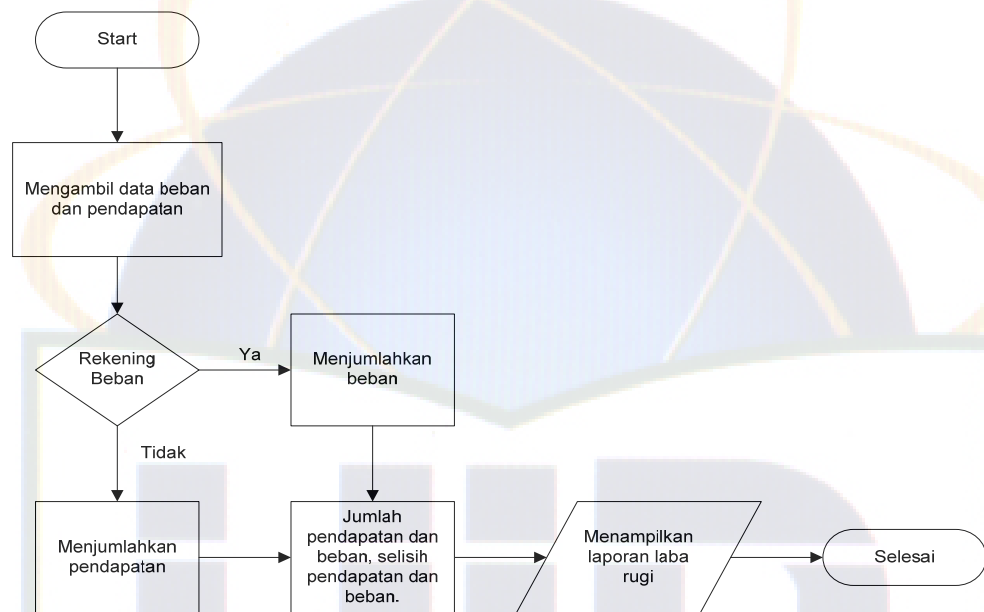 Start
Mengambil data beban
dan pendapatan
Rekening
Beban
Ya
Menjumlahkan
beban
Tidak
Menjumlahkan
pendapatan
Jumlah
pendapatan dan
beban, selisih
pendapatan dan
beban.
Menampilkan
laporan laba
rugi
Selesai